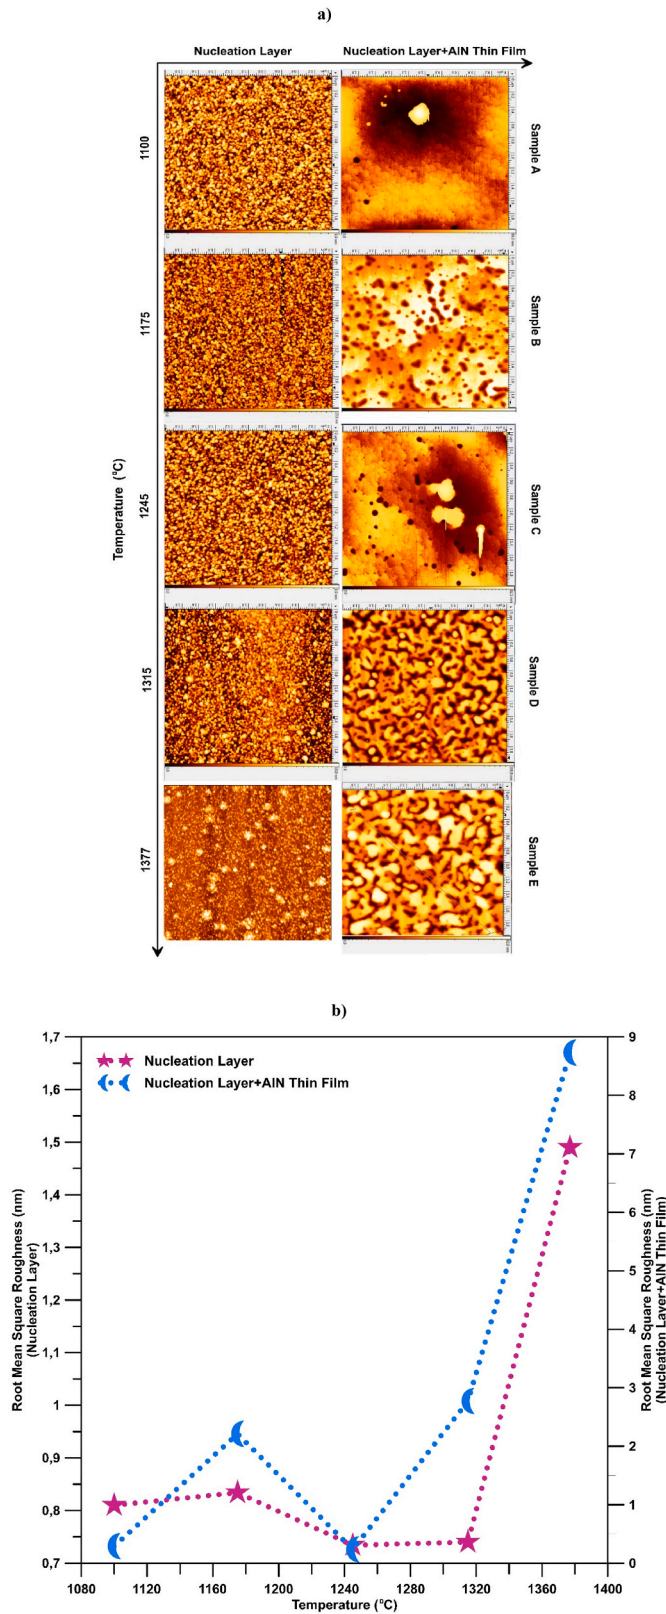 a)
Nucleation Layer
Nucleation Layer+AlN Thin Film
Temperature (°C)
1100
Sample A
1175
Sample B
1245
Sample C
1315
Sample D
1377
Sample E
b)
Nucleation Layer
Nucleation Layer+AlN Thin Film
Root Mean Square Roughness (nm)
(Nucleation Layer)
1,7
1,6
1,5
1,4
1,3
1,2
1,1
1
0,9
0,8
0,7
9
8
7
6
5
4
3
2
1
0
Root Mean Square Roughness (nm)
(Nucleation Layer+AlN Thin Film)
1080 1120 1160 1200 1240 1280 1320 1360 1400
Temperature (°C)